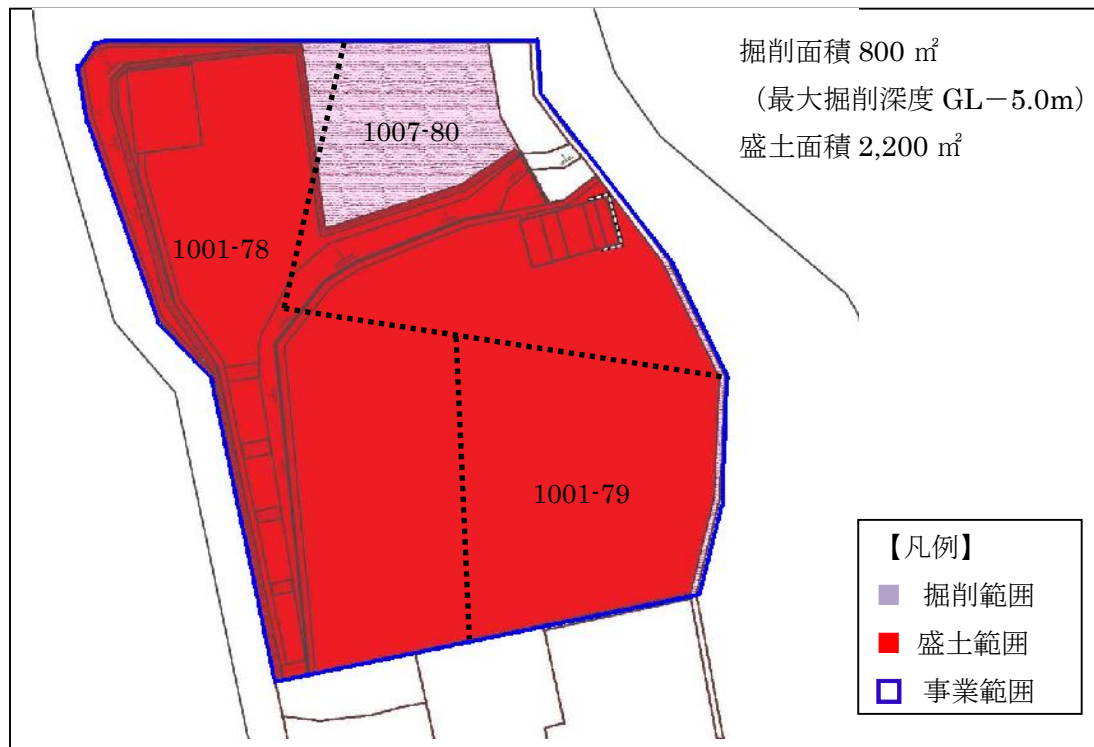 掘削面積 800 ㎡
（最大掘削深度 GL－5.0m）
盛土面積 2,200 ㎡
1007-80
1001-78
1001-79
【凡例】
掘削範囲
盛土範囲
事業範囲